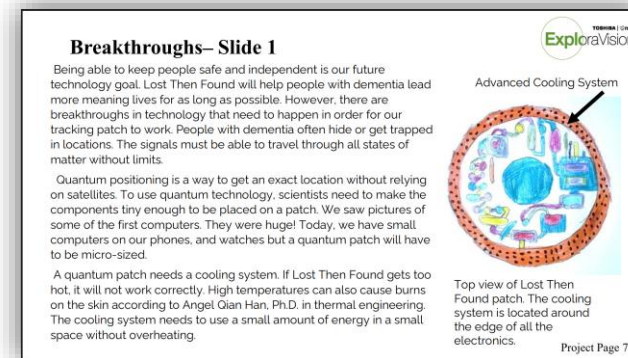 TOSHIBA
ExploraVision
Breakthroughs– Slide 1
Being able to keep people safe and independent is our future
technology goal. Lost Then Found will help people with dementia lead
more meaning lives for as long as possible. However, there are
breakthroughs in technology that need to happen in order for our
tracking patch to work. People with dementia often hide or get trapped
in locations. The signals must be able to travel through all states of
matter without limits.
Quantum positioning is a way to get an exact location without relying
on satellites. To use quantum technology, scientists need to make the
components tiny enough to be placed on a patch. We saw pictures of
some of the first computers. They were huge! Today, we have small
computers on our phones, and watches but a quantum patch will have
to be micro-sized.
A quantum patch needs a cooling system. If Lost Then Found gets too
hot, it will not work correctly. High temperatures can also cause burns
on the skin according to Angel Qian Han, Ph.D. in thermal engineering.
The cooling system needs to use a small amount of energy in a small
space without overheating.
Advanced Cooling System
Top view of Lost Then
Found patch. The cooling
system is located around
the edge of all the
electronics.
Project Page 7